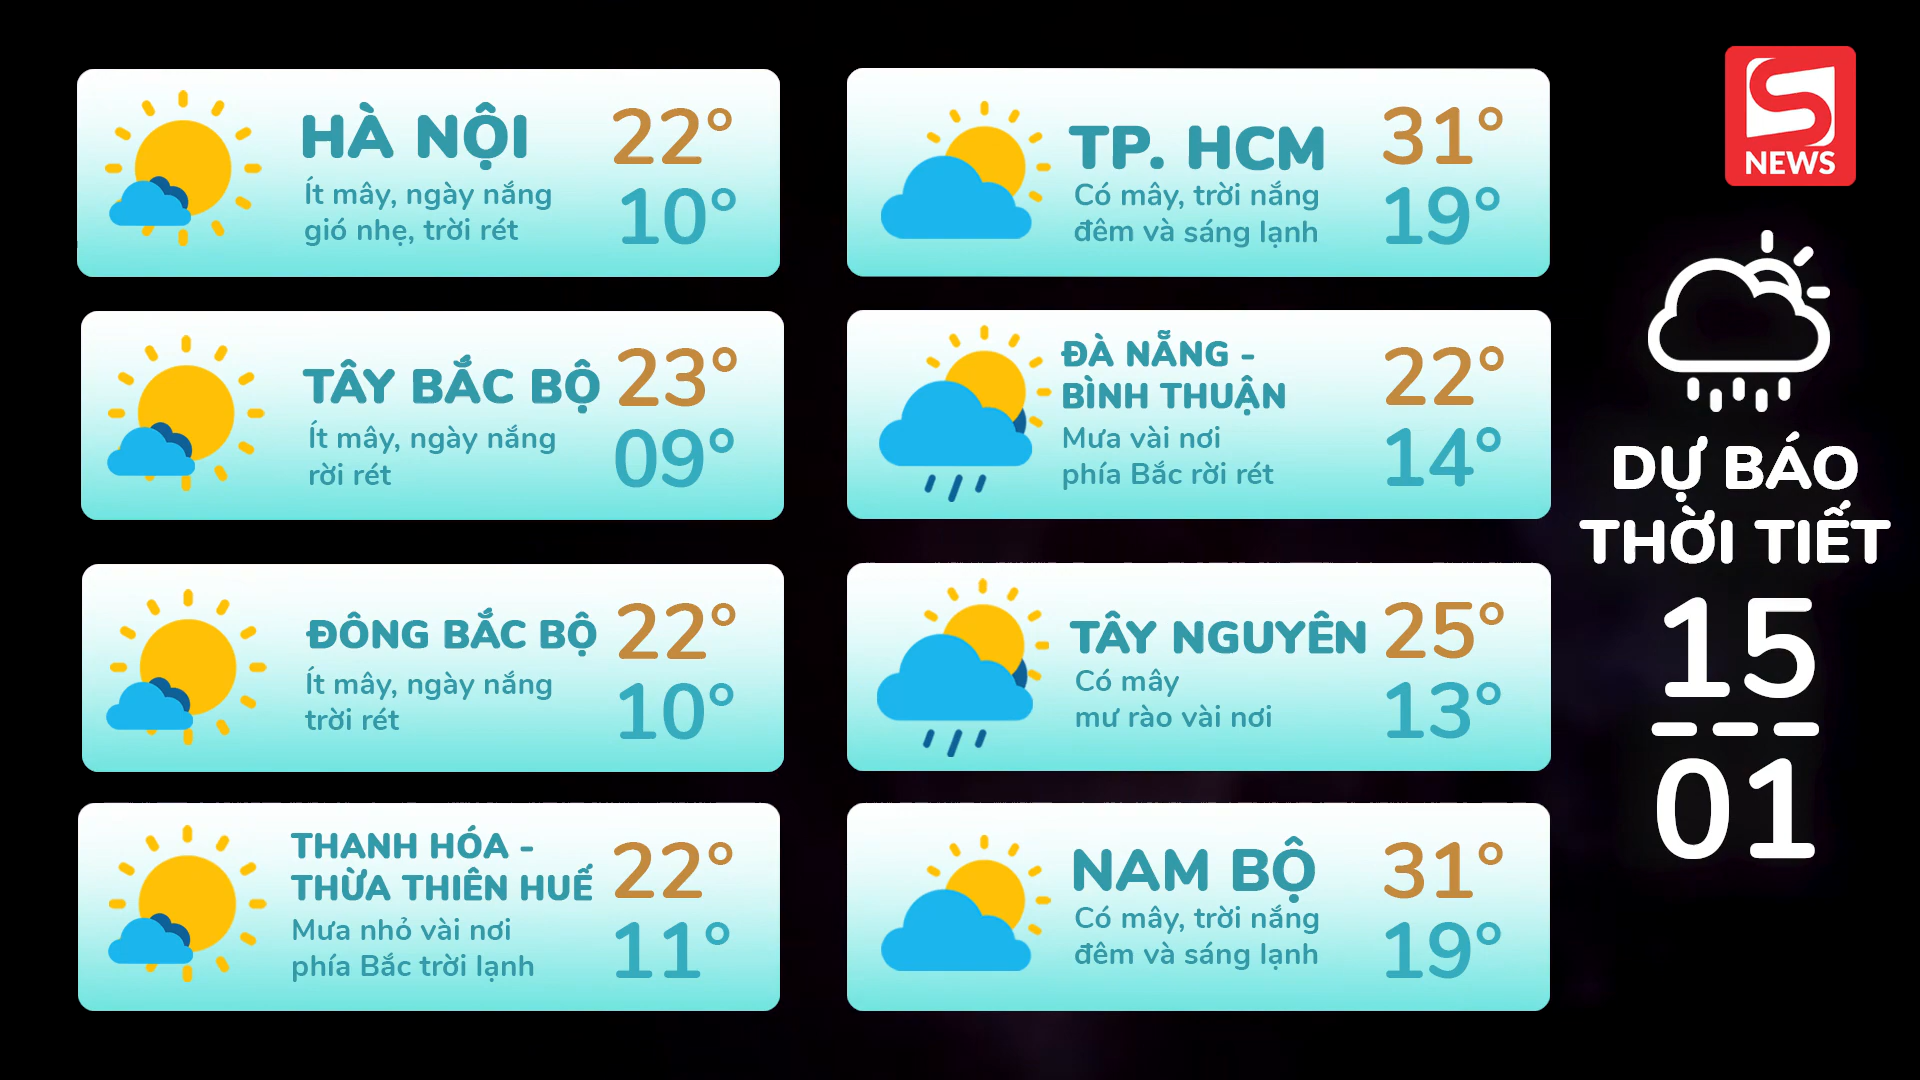 HÀ NỘI
Ít mây, ngày nắng
gió nhẹ, trời rét
22°
10°
TÂY BẮC BỘ
Ít mây, ngày nắng
rời rét
23°
09°
ĐÔNG BẮC BỘ
Ít mây, ngày nắng
trời rét
22°
10°
THANH HÓA -
THỪA THIÊN HUẾ
Mưa nhỏ vài nơi
phía Bắc trời lạnh
22°
11°
TP. HCM
Có mây, trời nắng
đêm và sáng lạnh
31°
19°
ĐÀ NẴNG -
BÌNH THUẬN
Mưa vài nơi
phía Bắc rời rét
22°
14°
TÂY NGUYÊN
Có mây
mư rào vài nơi
25°
13°
NAM BỘ
Có mây, trời nắng
đêm và sáng lạnh
31°
19°
S
NEWS
DỰ BÁO
THỜI TIẾT
15
01